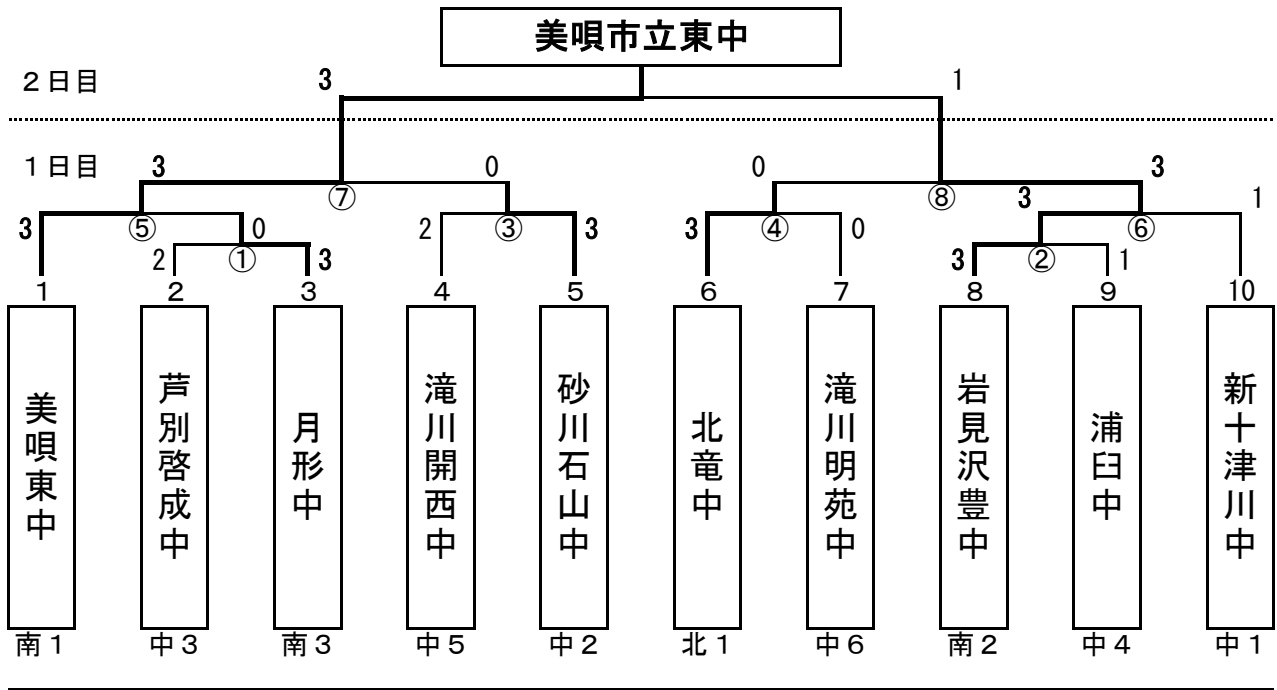 美唄市立東中
２日目
3
1
１日目
3
0
0
3
⑦
⑧
3
⑤
0
2
③
3
3
④
0
3
⑥
1
2
①
3
3
②
1
1
2
3
4
5
6
7
8
9
10
美唄東中
芦別啓成中
月形中
滝川開西中
砂川石山中
北竜中
滝川明苑中
岩見沢豊中
浦臼中
新十津川中
南１
中３
南３
中５
中２
北１
中６
南２
中４
中１